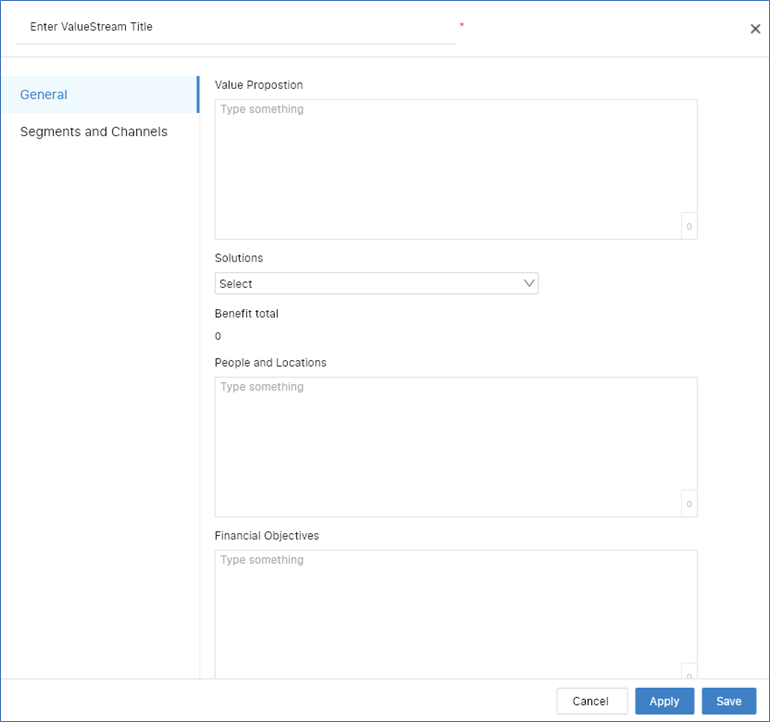 Enter ValueStream Title *
General
Segments and Channels
Value Propostion
Type something
0
Solutions
Select
Benefit total
0
People and Locations
Type something
0
Financial Objectives
Type something
0
Cancel Apply Save